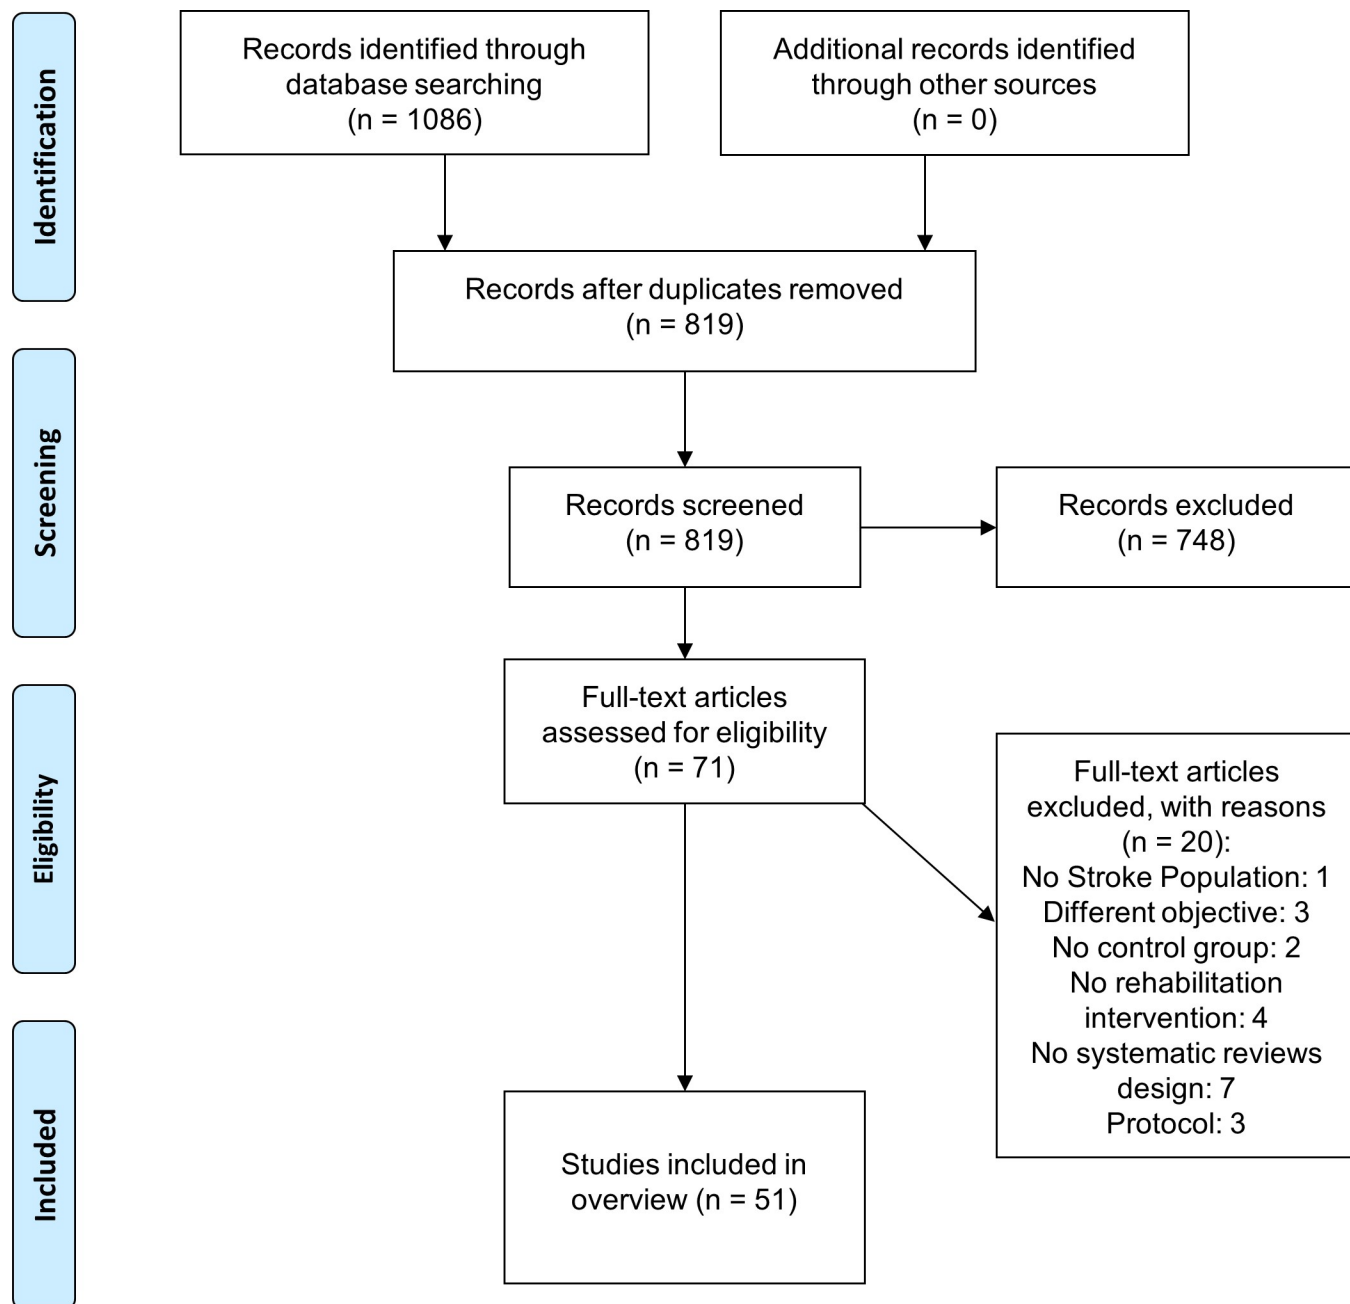 Identification
Records identified through
database searching
(n = 1086)
Additional records identified
through other sources
(n = 0)
Records after duplicates removed
(n = 819)
Screening
Records screened
(n = 819)
Records excluded
(n = 748)
Eligibility
Full-text articles
assessed for eligibility
(n = 71)
Full-text articles
excluded, with reasons
(n = 20):
No Stroke Population: 1
Different objective: 3
No control group: 2
No rehabilitation
intervention: 4
No systematic reviews
design: 7
Protocol: 3
Included
Studies included in
overview (n = 51)